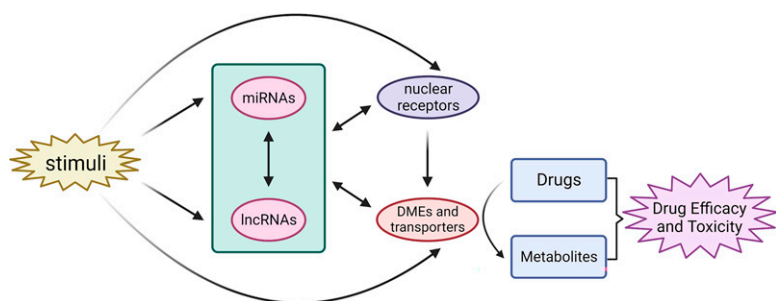 stimuli
miRNAs
lncRNAs
nuclear
receptors
DMEs and
transporters
Drugs
Metabolites
Drug Efficacy
and Toxicity